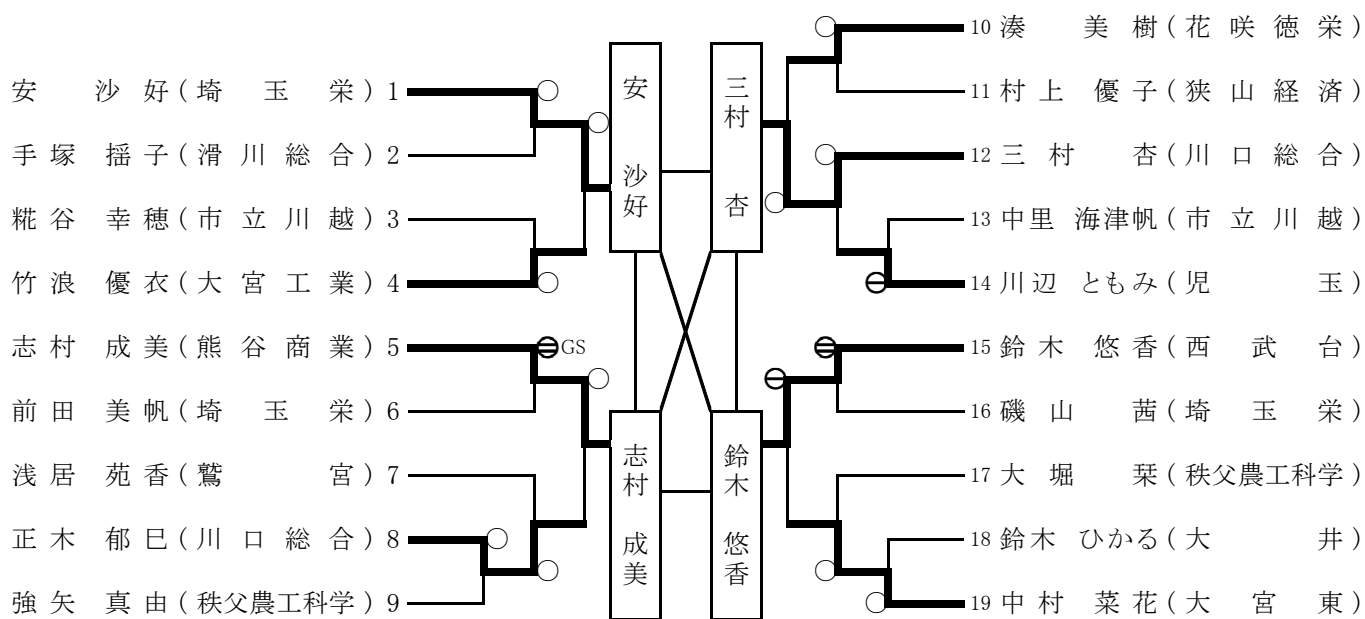 安 沙好(埼玉栄) 1
手塚 揺子(滑川総合) 2
糀谷 幸穂(市立川越) 3
竹浪 優衣(大宮工業) 4
志村 成美(熊谷商業) 5
GS
前田 美帆(埼玉栄) 6
浅居 苑香(鷲宮) 7
正木 郁巳(川口総合) 8
強矢 真由(秩父農工科学) 9
安 沙好
志村 成美
三村 杏
鈴木 悠香
10 湊 美樹(花咲徳栄)
11 村上 優子(狭山経済)
12 三村 杏(川口総合)
13 中里 海津帆(市立川越)
14 川辺 ともみ(児玉)
15 鈴木 悠香(西武台)
16 磯山 茜(埼玉栄)
17 大堀 栞(秩父農工科学)
18 鈴木 ひかる(大井)
19 中村 菜花(大宮東)